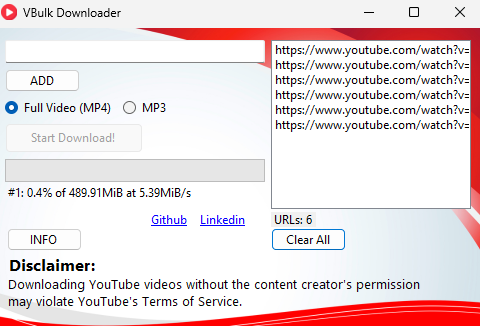 VBulk Downloader
ADD
Full Video (MP4)
MP3
Start Download!
#1: 0.4% of 489.91MiB at 5.39MiB/s
Github
Linkedin
INFO
https://www.youtube.com/watch?v=
https://www.youtube.com/watch?v=
https://www.youtube.com/watch?v=
https://www.youtube.com/watch?v=
https://www.youtube.com/watch?v=
https://www.youtube.com/watch?v=
URLs: 6
Clear All
Disclaimer:
Downloading YouTube videos without the content creator's permission
may violate YouTube's Terms of Service.